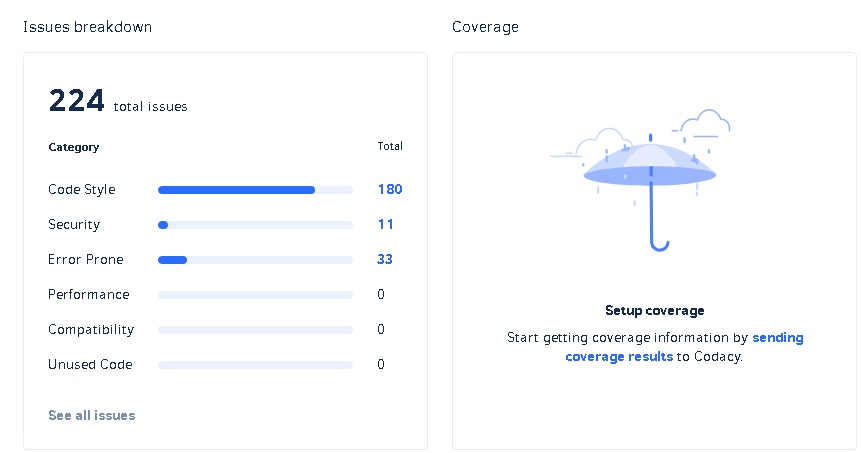 Issues breakdown
224 total issues
Category Total
Code Style 180
Security 11
Error Prone 33
Performance 0
Compatibility 0
Unused Code 0
See all issues
Coverage
Setup coverage
Start getting coverage information by sending
coverage results to Codacy.